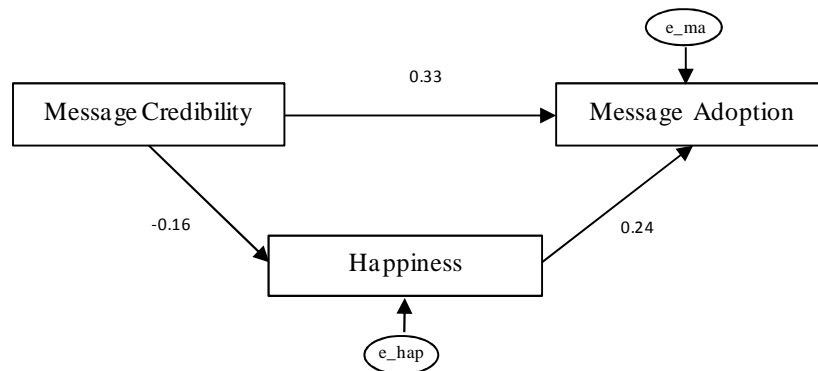 e_ma
0.33
Message Credibility
Message Adoption
-0.16
0.24
Happiness
e_hap